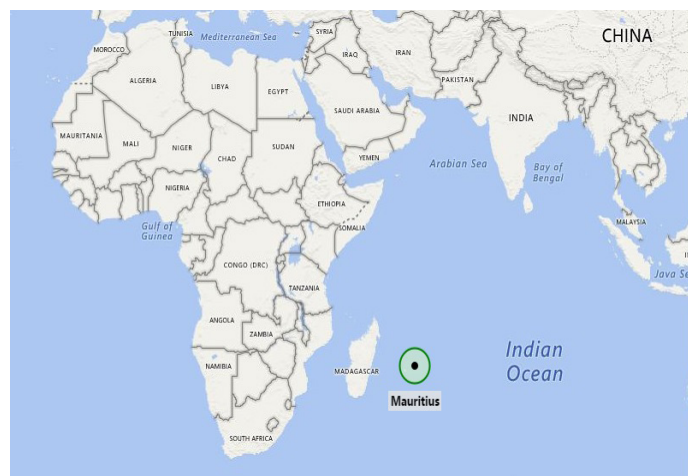 TUNISIA
Mediterranean Sea
SYRIA
CHINA
MOROCCO
IRAQ
IRAN
ALGERIA
LIBYA
EGYPT
PAKISTAN
SAUDI ARABIA
INDIA
MAURITANIA
MALI
NIGER
CHAD
SUDAN
YEMEN
Arabian Sea
Bay of
Bengal
NIGERIA
ETHIOPIA
Gulf of
Guinea
SOMALIA
MALAYSIA
CONGO (DRC)
Java Se
TANZANIA
ANGOLA
ZAMBIA
Indian
Ocean
NAMIBIA
MADAGASCAR
Mauritius
SOUTH AFRICA